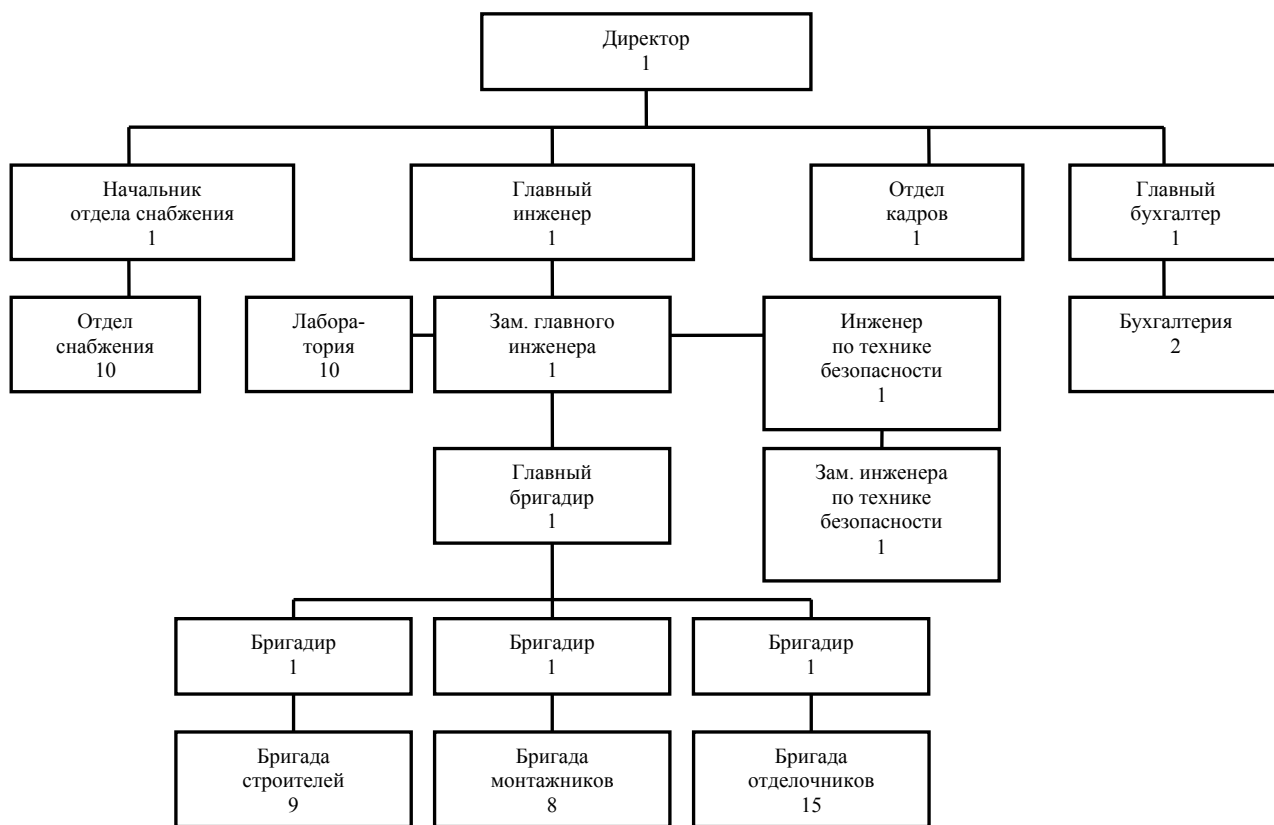 Директор
1
Начальник
отдела снабжения
1
Главный
инженер
1
Отдел
кадров
1
Главный
бухгалтер
1
Отдел
снабжения
10
Лабора-
тория
10
Зам. главного
инженера
1
Инженер
по технике
безопасности
1
Бухгалтерия
2
Главный
бригадир
1
Зам. инженера
по технике
безопасности
1
Бригадир
1
Бригадир
1
Бригадир
1
Бригада
строителей
9
Бригада
монтажников
8
Бригада
отделочников
15